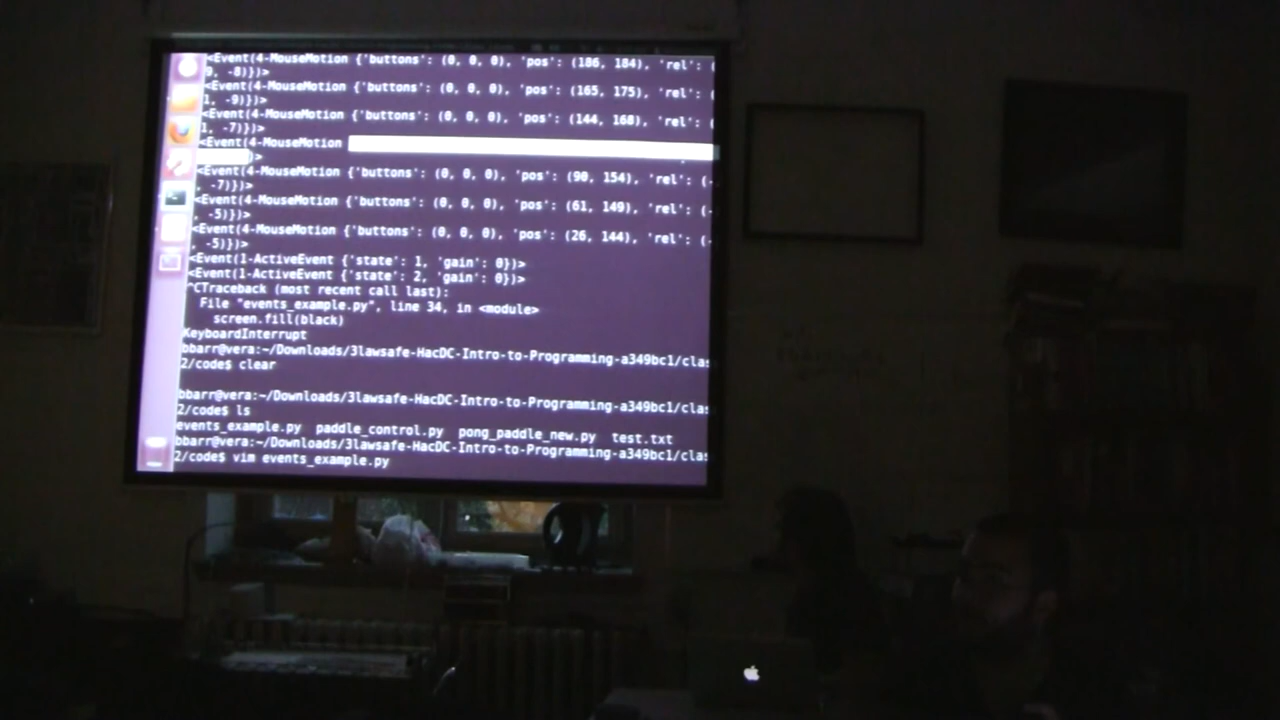 <Event(4-MouseMotion {'buttons': (0, 0, 0), 'pos': (186, 184), 'rel': (
9, -8)})>
<Event(4-MouseMotion {'buttons': (0, 0, 0), 'pos': (165, 175), 'rel': (
1, -9)})>
<Event(4-MouseMotion {'buttons': (0, 0, 0), 'pos': (144, 168), 'rel': (
1, -7)})>
<Event(4-MouseMotion
)>
<Event(4-MouseMotion {'buttons': (0, 0, 0), 'pos': (90, 154), 'rel': (-
, -7)})>
<Event(4-MouseMotion {'buttons': (0, 0, 0), 'pos': (61, 149), 'rel': (-
, -5)})>
<Event(4-MouseMotion {'buttons': (0, 0, 0), 'pos': (26, 144), 'rel': (-
, -5)})>
<Event(1-ActiveEvent {'state': 1, 'gain': 0})>
<Event(1-ActiveEvent {'state': 2, 'gain': 0})>
^CTraceback (most recent call last):
File "events_example.py", line 34, in <module>
screen.fill(black)
KeyboardInterrupt
bbarr@vera:~/Downloads/3lawsafe-HacDC-Intro-to-Programming-a349bc1/clas
2/code$ clear
bbarr@vera:~/Downloads/3lawsafe-HacDC-Intro-to-Programming-a349bc1/clas
2/code$ ls
events_example.py paddle_control.py pong_paddle_new.py test.txt
bbarr@vera:~/Downloads/3lawsafe-HacDC-Intro-to-Programming-a349bc1/clas
2/code$ vim events_example.py